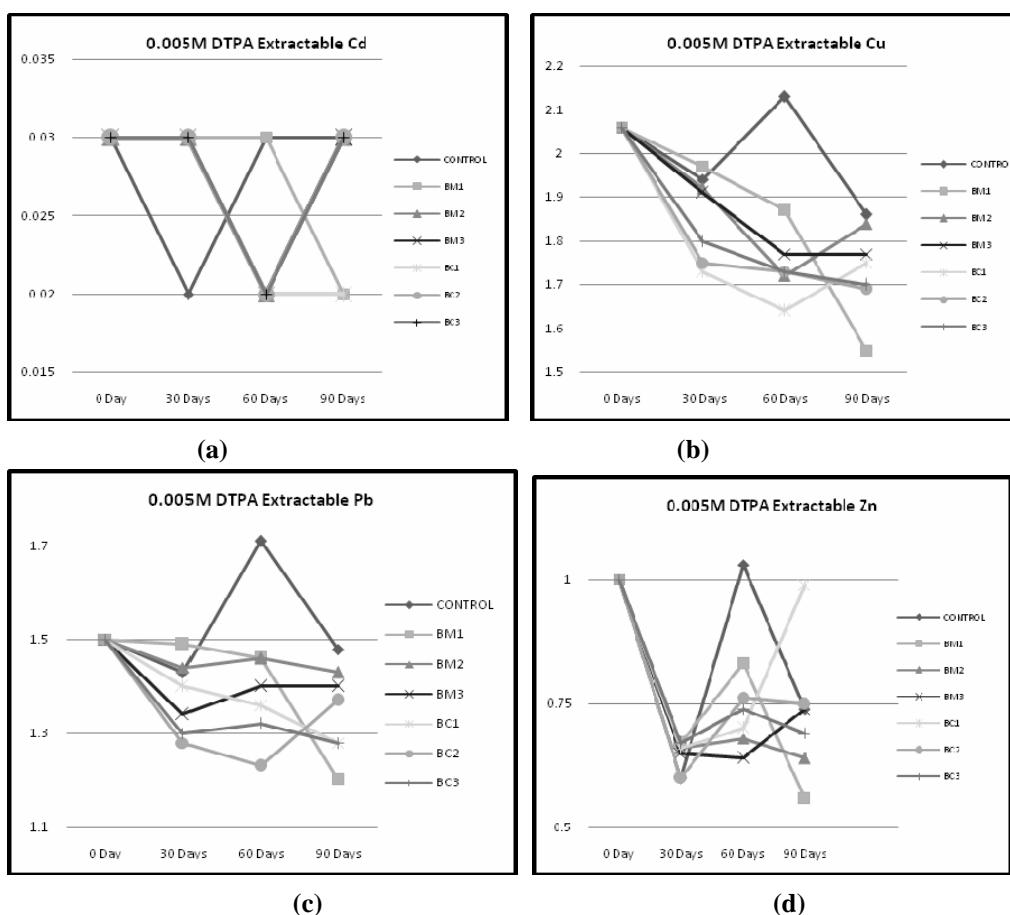 0.005M DTPA Extractable Cd
0.035
0.03
0.025
0.02
0.015
0 Day 30 Days 60 Days 90 Days
CONTROL
BM1
BM2
BM3
BC1
BC2
BC3
(a)
0.005M DTPA Extractable Cu
2.2
2.1
2
1.9
1.8
1.7
1.6
1.5
0 Days 30 Days 60 Days 90 Days
CONTROL
BM1
BM2
BM3
BC1
BC2
BC3
(b)
0.005M DTPA Extractable Pb
1.7
1.5
1.3
1.1
0 Day 30 Days 60 Days 90 Days
CONTROL
BM1
BM2
BM3
BC1
BC2
BC3
(c)
0.005M DTPA Extractable Zn
1
0.75
0.5
0 Day 30 Days 60 Days 90 Days
CONTROL
BM1
BM2
BM3
BC1
BC2
BC3
(d)